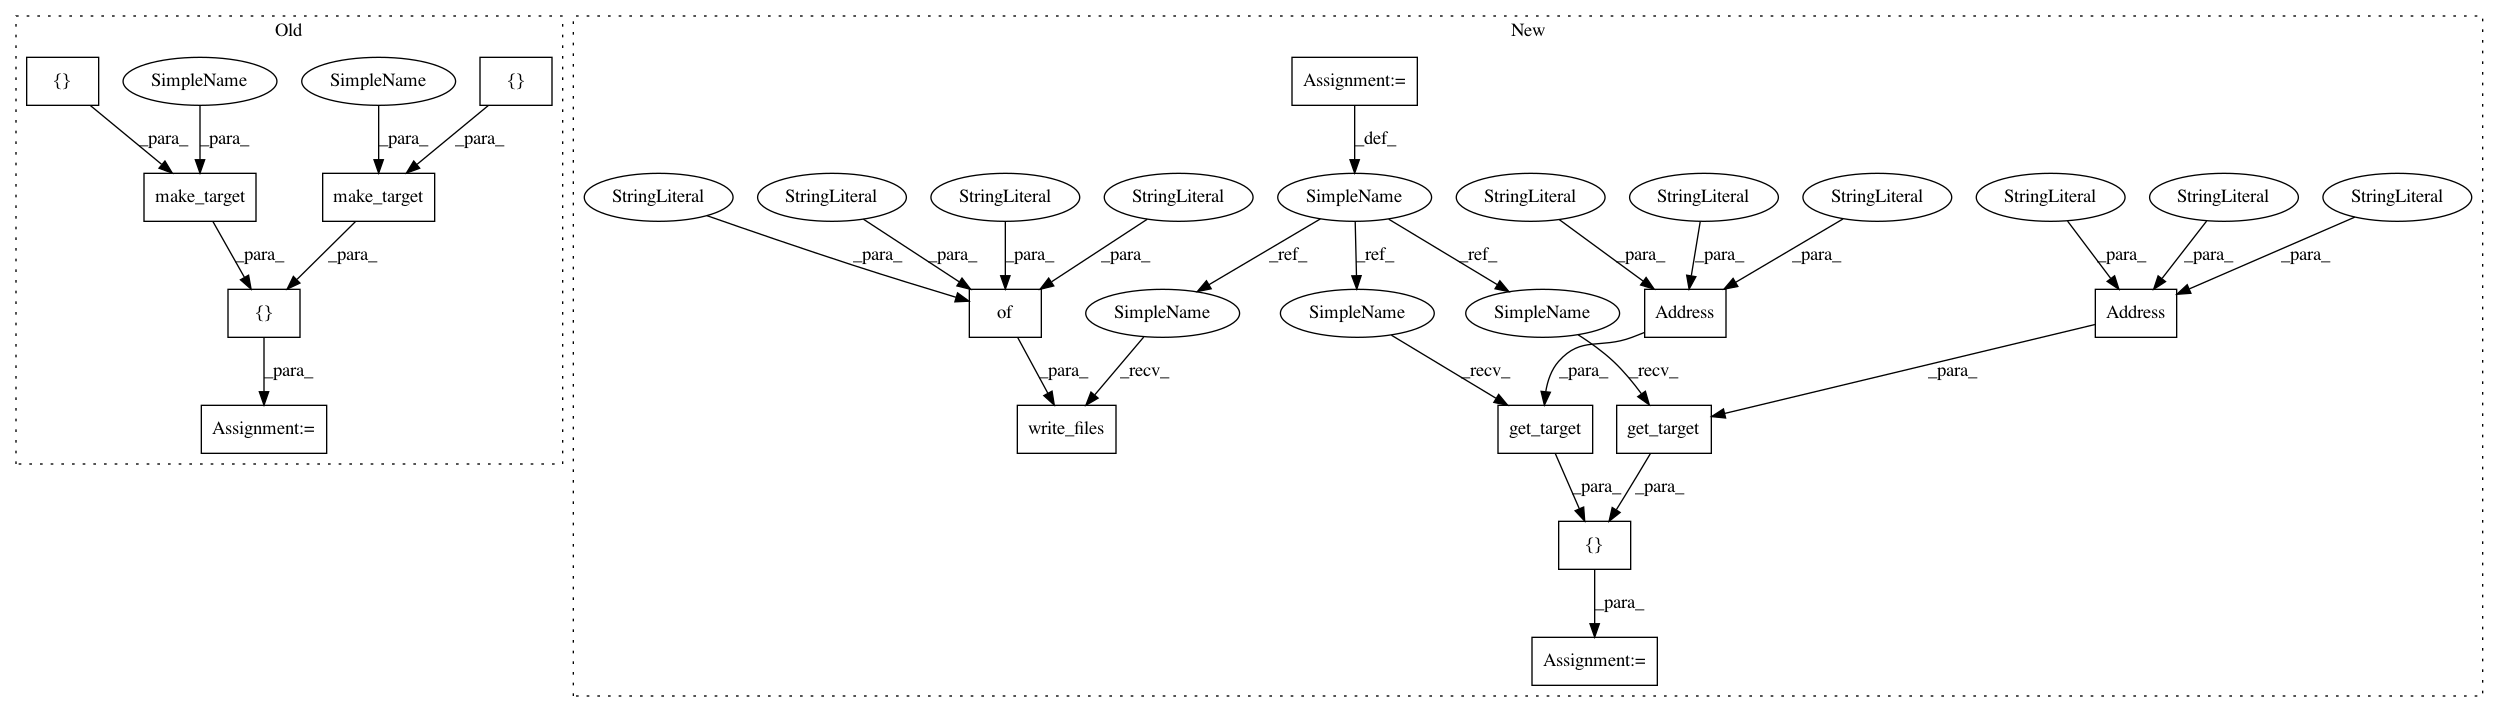 Old
New
{}
SimpleName
SimpleName
{}
Assignment:=
_para_
_para_
_para_
_para_
_def_
make_target
make_target
StringLiteral
StringLiteral
StringLiteral
StringLiteral
SimpleName
StringLiteral
StringLiteral
StringLiteral
StringLiteral
StringLiteral
StringLiteral
_para_
_para_
_para_
_para_
_para_
_para_
_ref_
_ref_
_ref_
_para_
_para_
_para_
_para_
_para_
_para_
{}
of
SimpleName
SimpleName
SimpleName
Address
Address
_para_
_para_
_recv_
_recv_
_para_
_recv_
_para_
Assignment:=
write_files
get_target
get_target
_para_
_para_
{}
_para_
Assignment:=